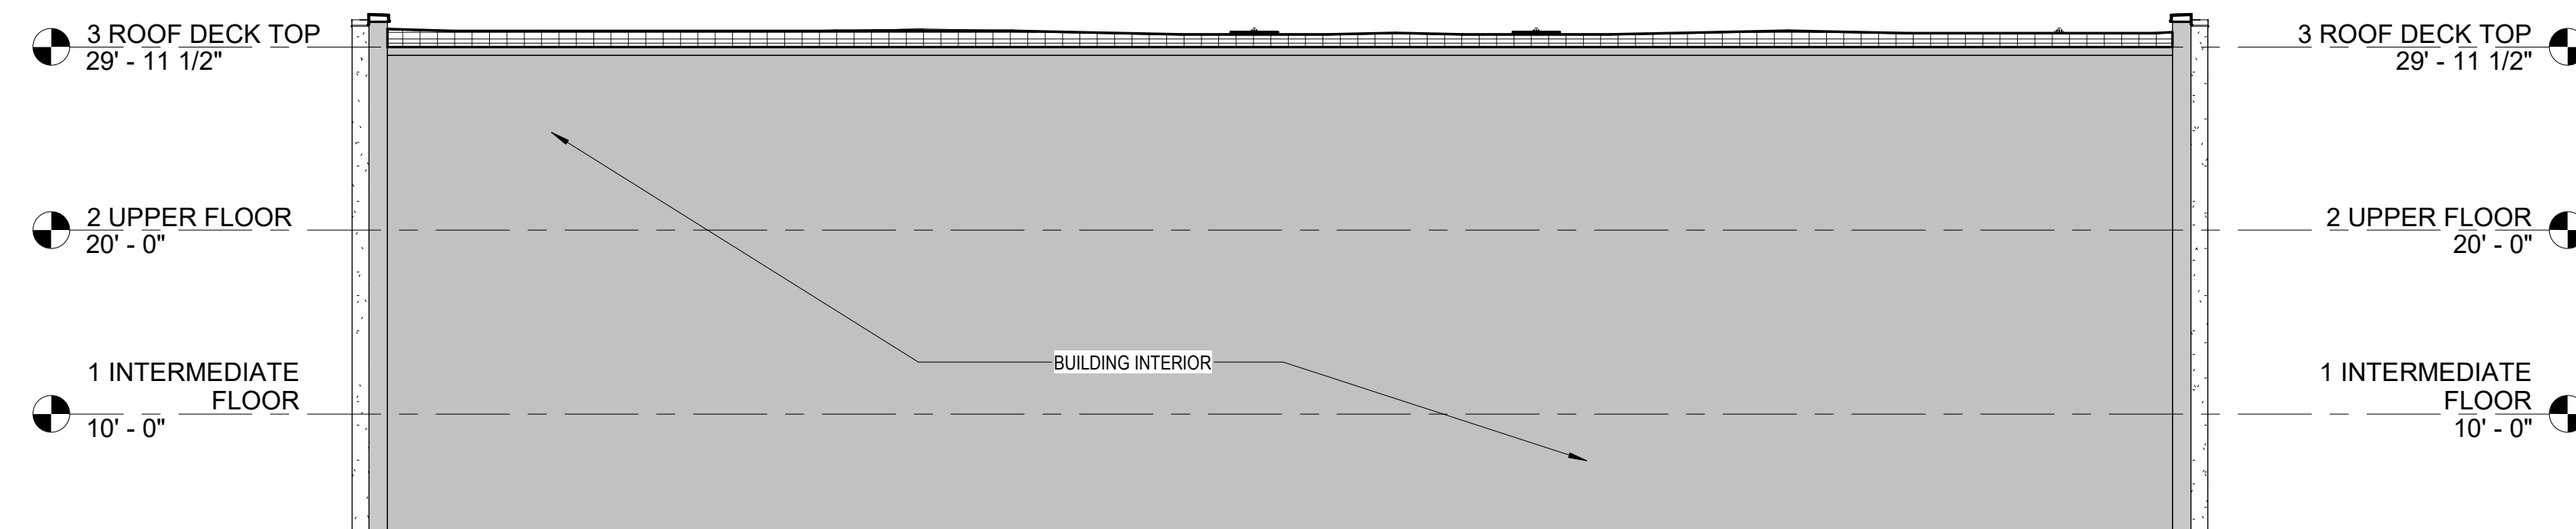 3 ROOF DECK TOP
29' - 11 1/2"
3 ROOF DECK TOP
29' - 11 1/2"
2 UPPER FLOOR
20' - 0"
2 UPPER FLOOR
20' - 0"
BUILDING INTERIOR
1 INTERMEDIATE
FLOOR
10' - 0"
1 INTERMEDIATE
FLOOR
10' - 0"